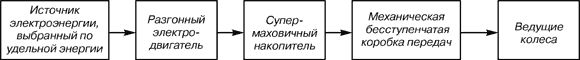 Источник
электроэнергии,
выбранный по
удельной энергии
Разгонный
электро-
двигатель
Супер-
маховичный
накопитель
Механическая
бесступенчатая
коробка передач
Ведущие
колеса